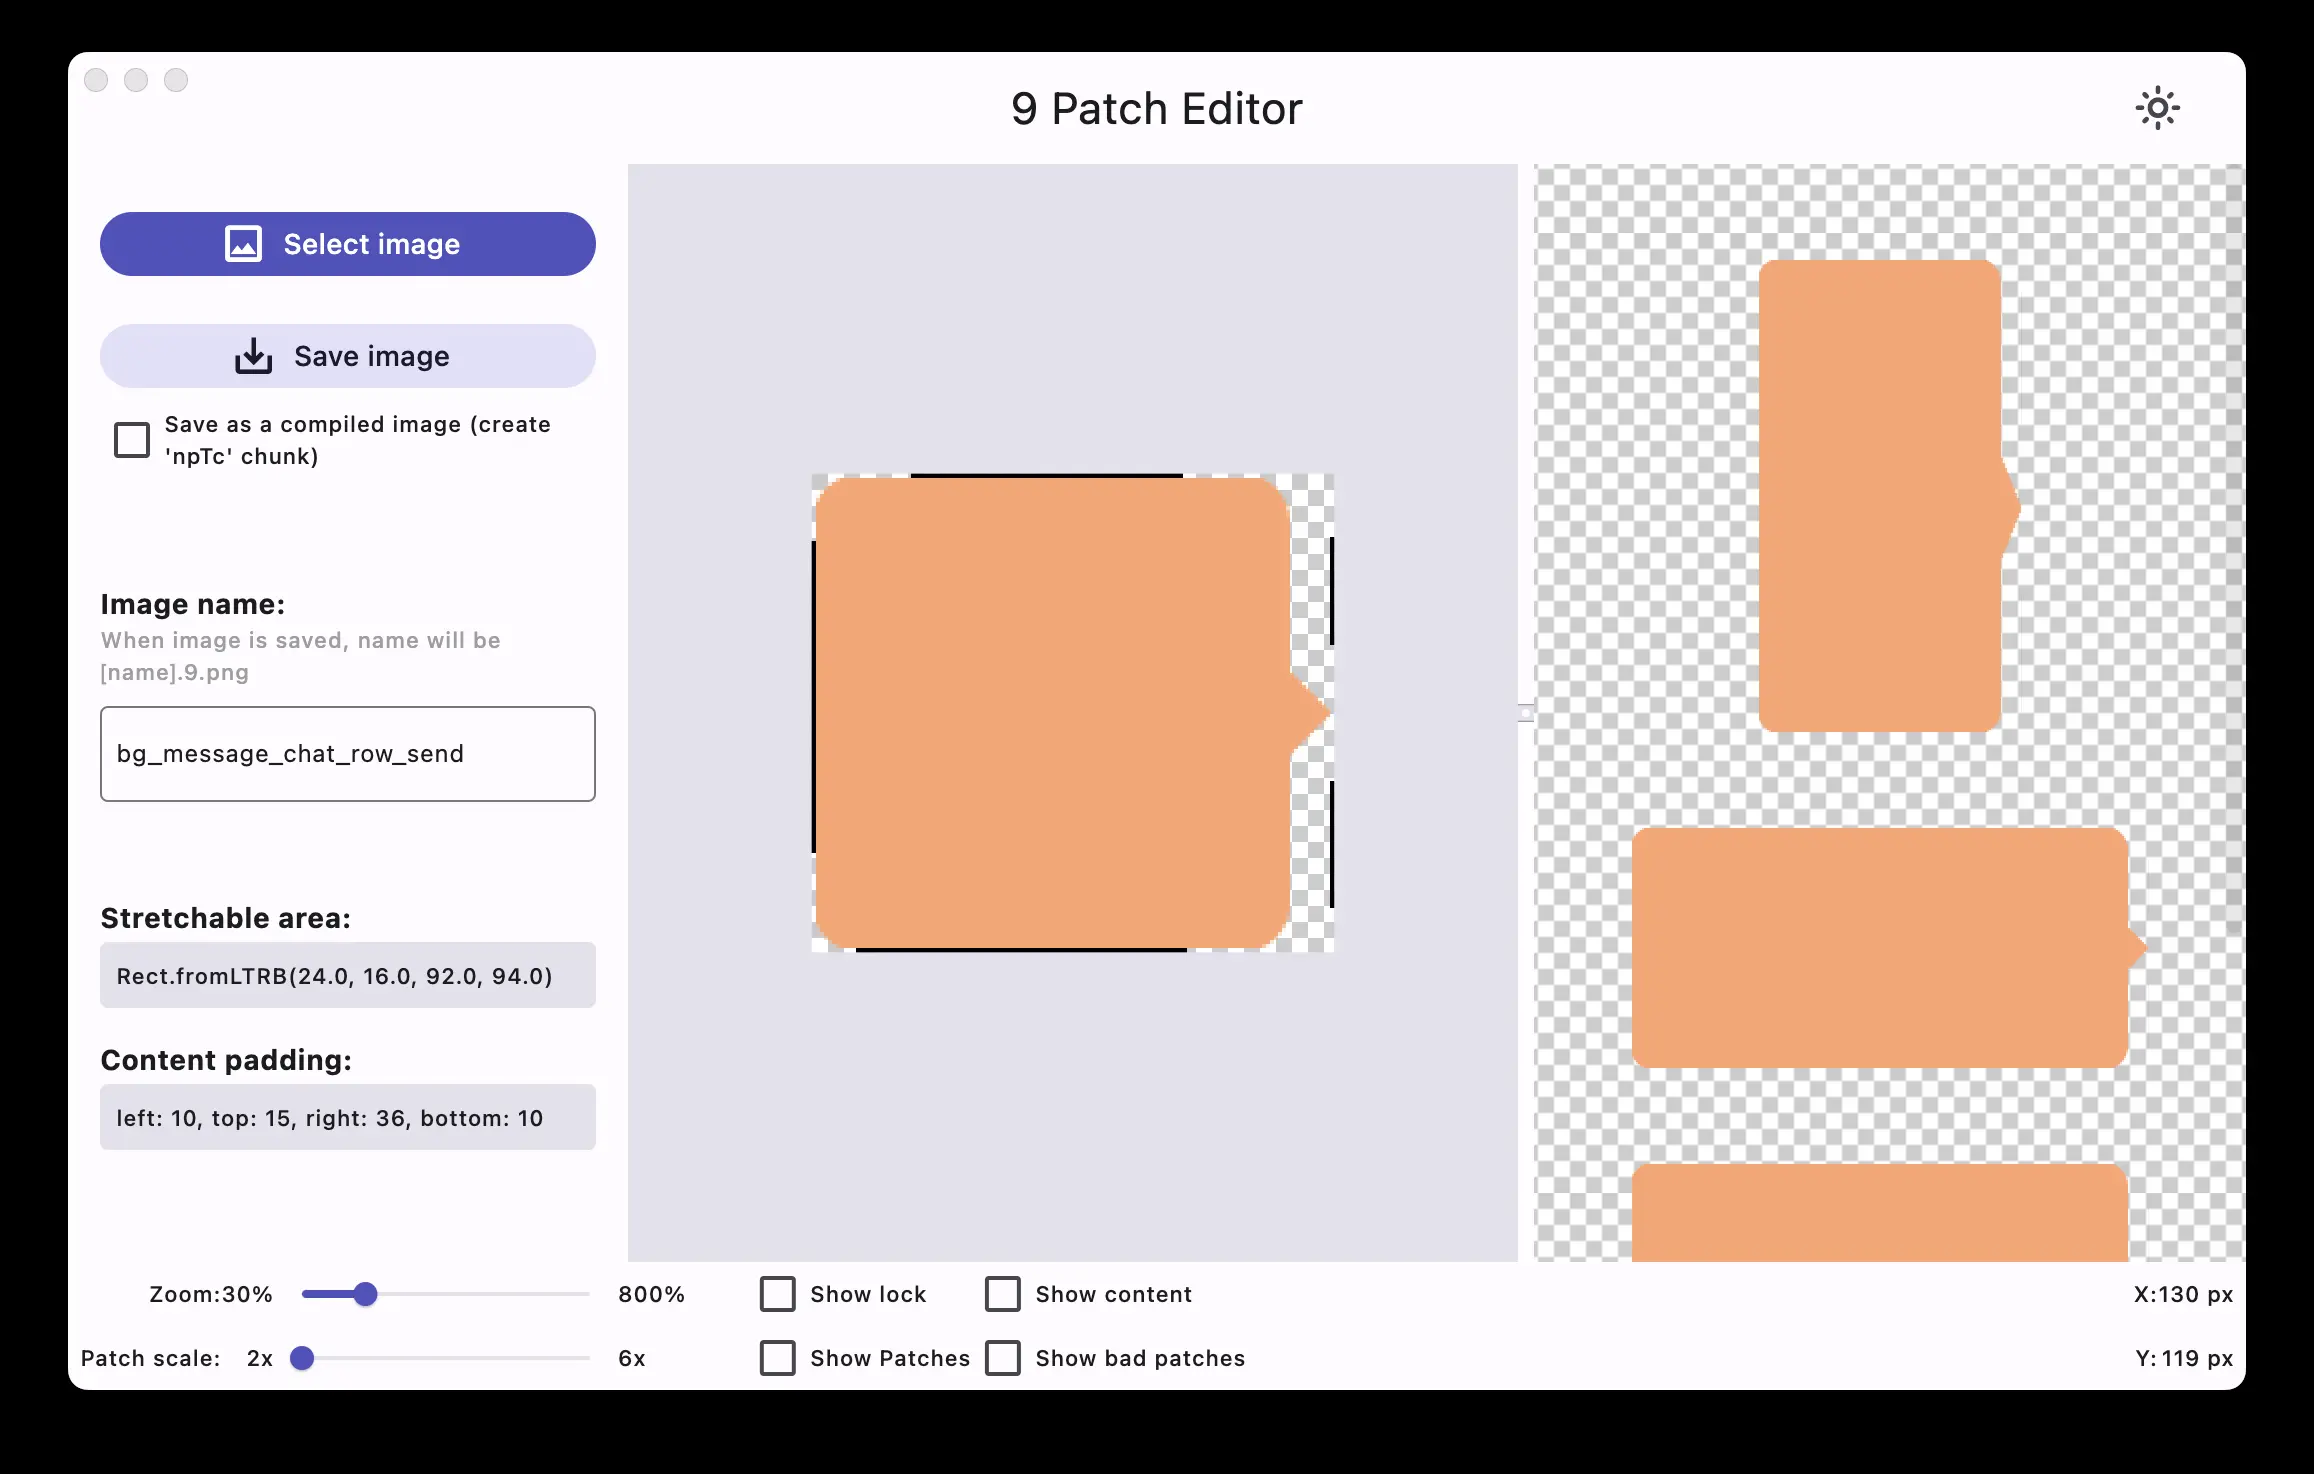 9 Patch Editor
Select image
Save image
Save as a compiled image (create
'npTc' chunk)
Image name:
When image is saved, name will be
[name].9.png
bg_message_chat_row_send
Stretchable area:
Rect.fromLTRB(24.0, 16.0, 92.0, 94.0)
Content padding:
left: 10, top: 15, right: 36, bottom: 10
Zoom:30% 800% Show lock Show content X:130 px
Patch scale: 2x 6x Show Patches Show bad patches Y:119 px